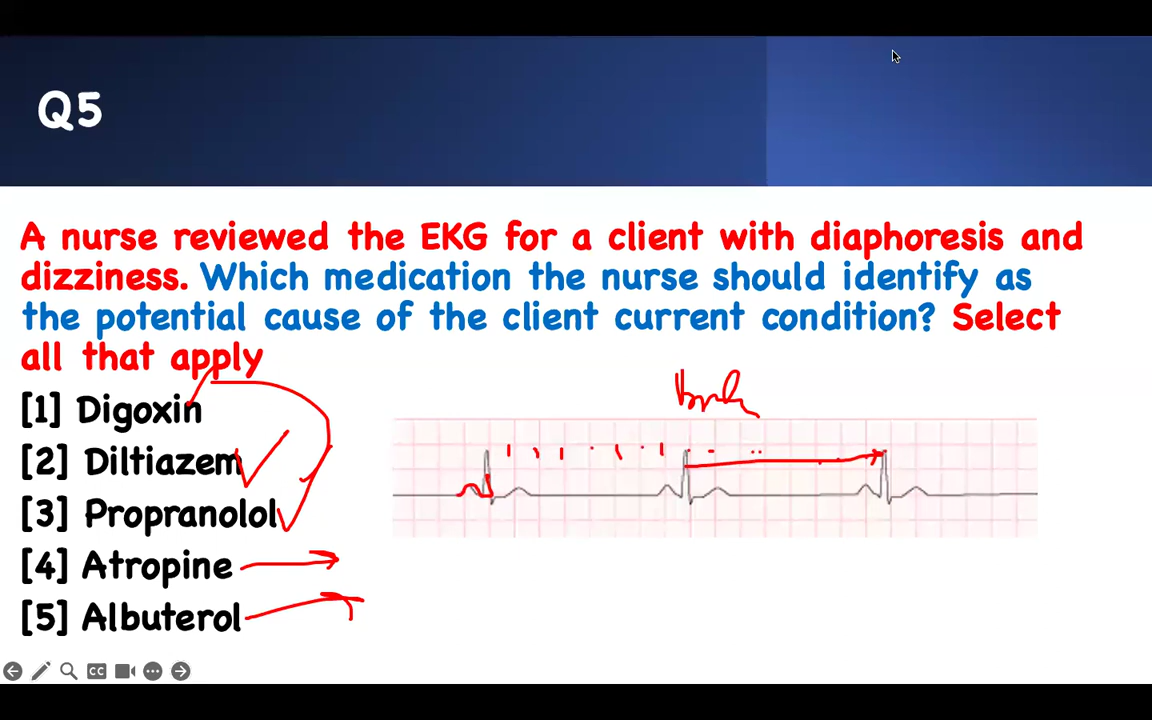 Q5
A nurse reviewed the EKG for a client with diaphoresis and
dizziness. Which medication the nurse should identify as
the potential cause of the client current condition? Select
all that apply
[1] Digoxin
[2] Diltiazem
[3] Propranolol
[4] Atropine
[5] Albuterol
CC